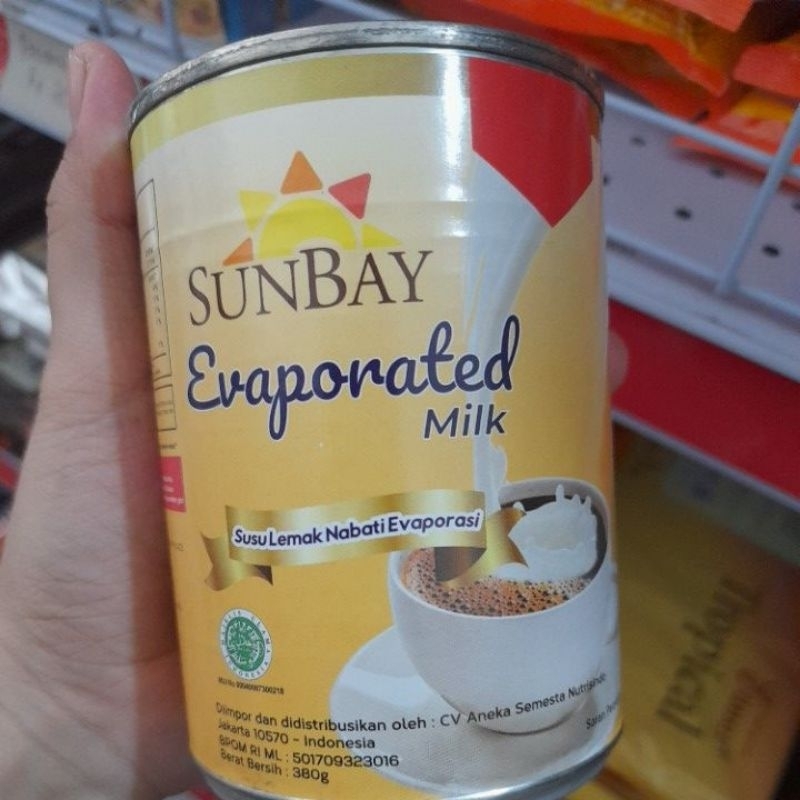 SUNBAY
Evaporated
Milk
Susu Lemak Nabati Evaporasi
Diimpor dan didistribusikan oleh : CV Aneka Semesta Nutrisindo
Jakarta 10570 - Indonesia
BPOM RI ML : 501709323016
Berat Bersih : 380g
Tropical